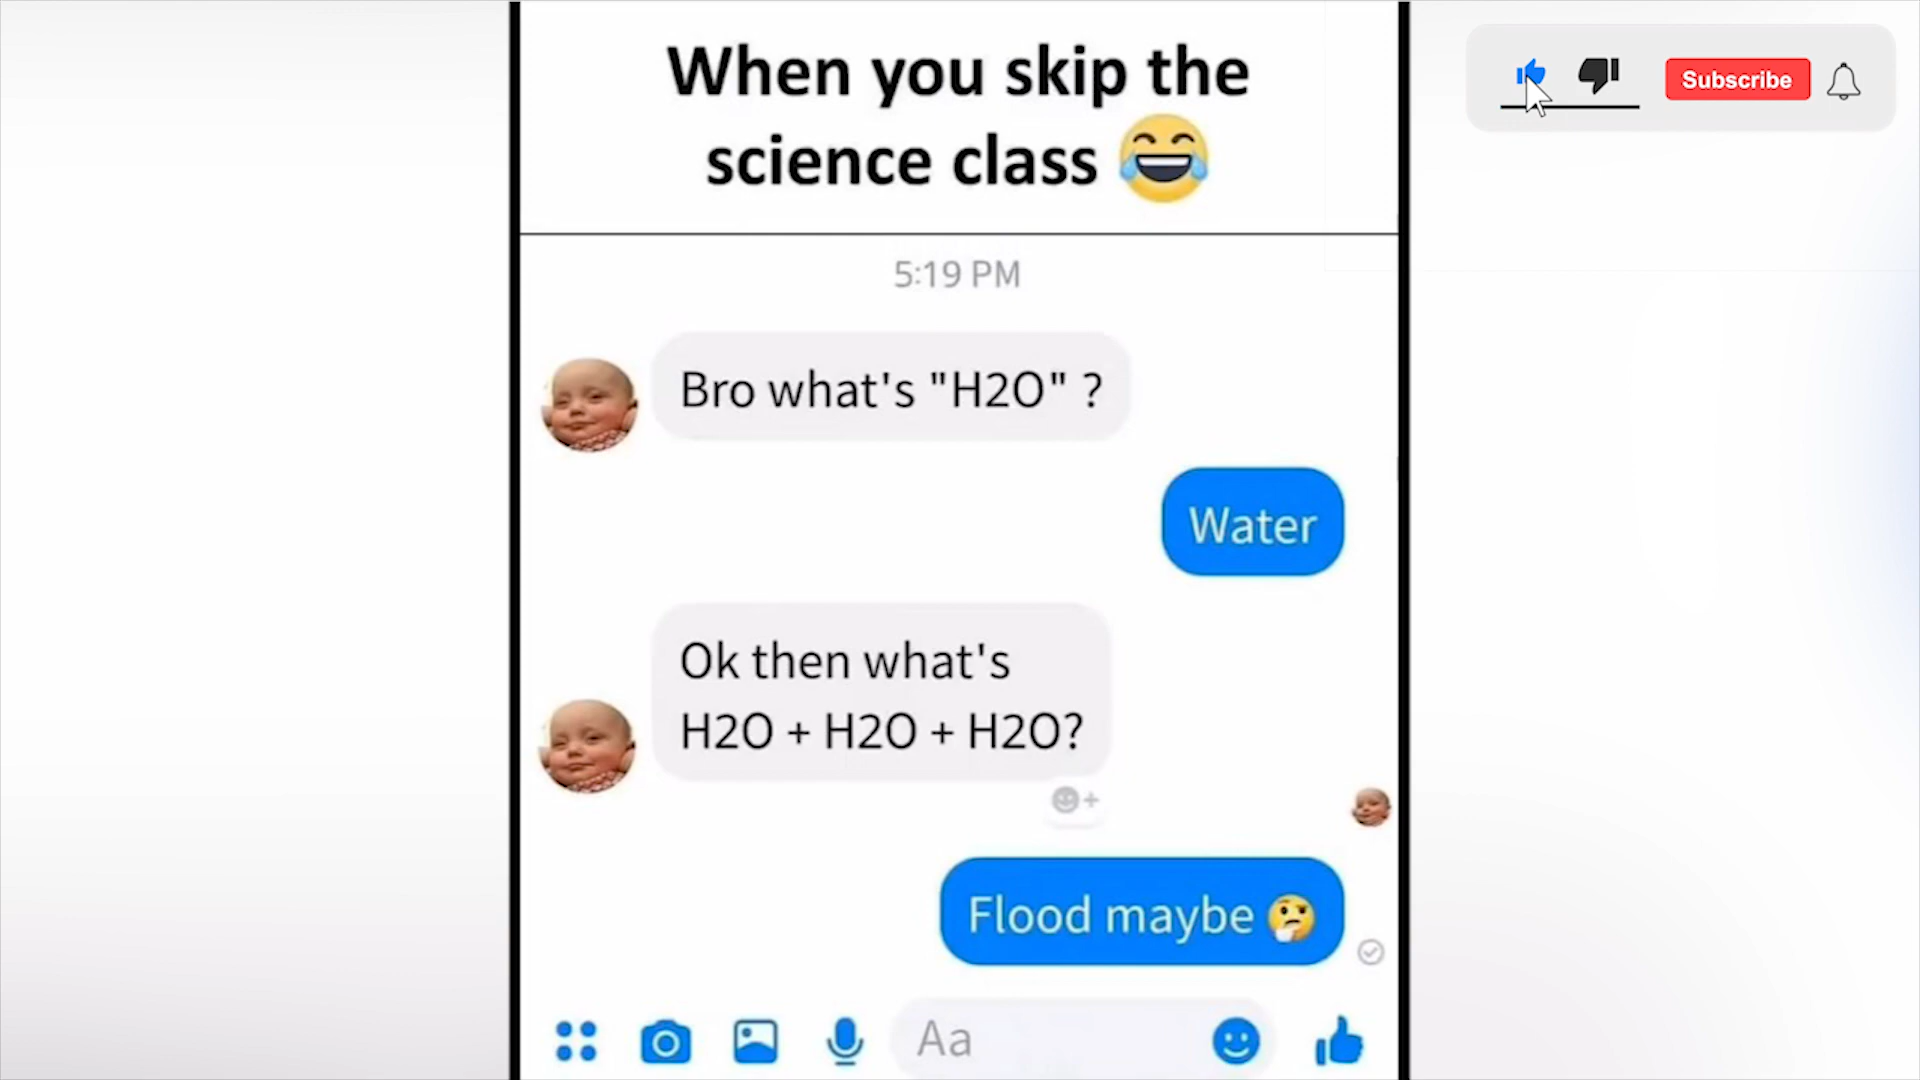 When you skip the
science class 😂
Subscribe
5:19 PM
Bro what's "H2O" ?
Water
Ok then what's
H2O + H2O + H2O?
Flood maybe 🤔
Aa